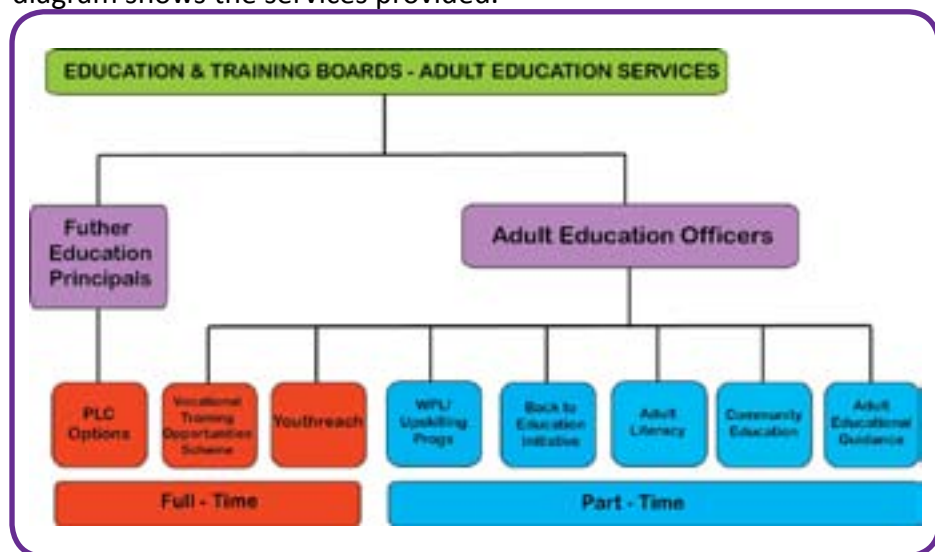 diagram shows the services provided.
EDUCATION & TRAINING BOARDS - ADULT EDUCATION SERVICES
Futher
Education
Principals
Adult Education Officers
PLC
Options
Vocational
Training
Opportunities
Scheme
Youthreach
WPL/
Upskilling
Progs
Back to
Education
Initiative
Adult
Literacy
Community
Education
Adult
Educational
Guidance
Full - Time
Part - Time